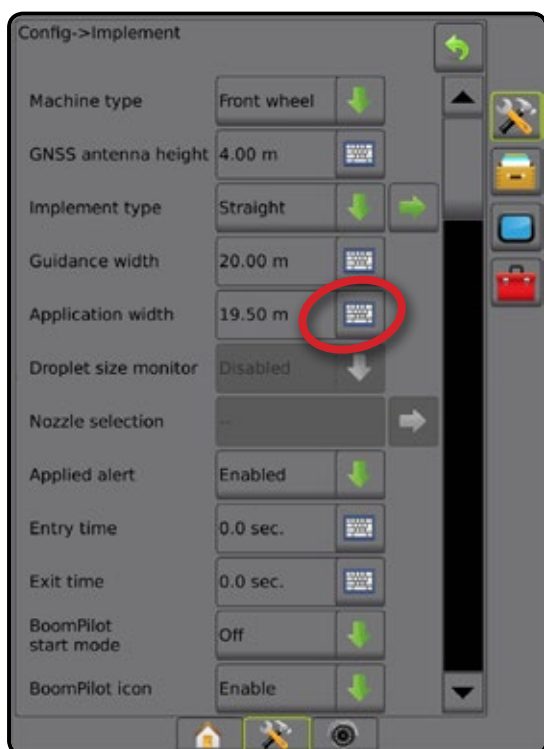 Config->Implement
Machine type Front wheel
GNSS antenna height 4.00 m
Implement type Straight
Guidance width 20.00 m
Application width 19.50 m
Droplet size monitor Disabled
Nozzle selection --
Applied alert Enabled
Entry time 0.0 sec.
Exit time 0.0 sec.
BoomPilot
start mode Off
BoomPilot icon Enable